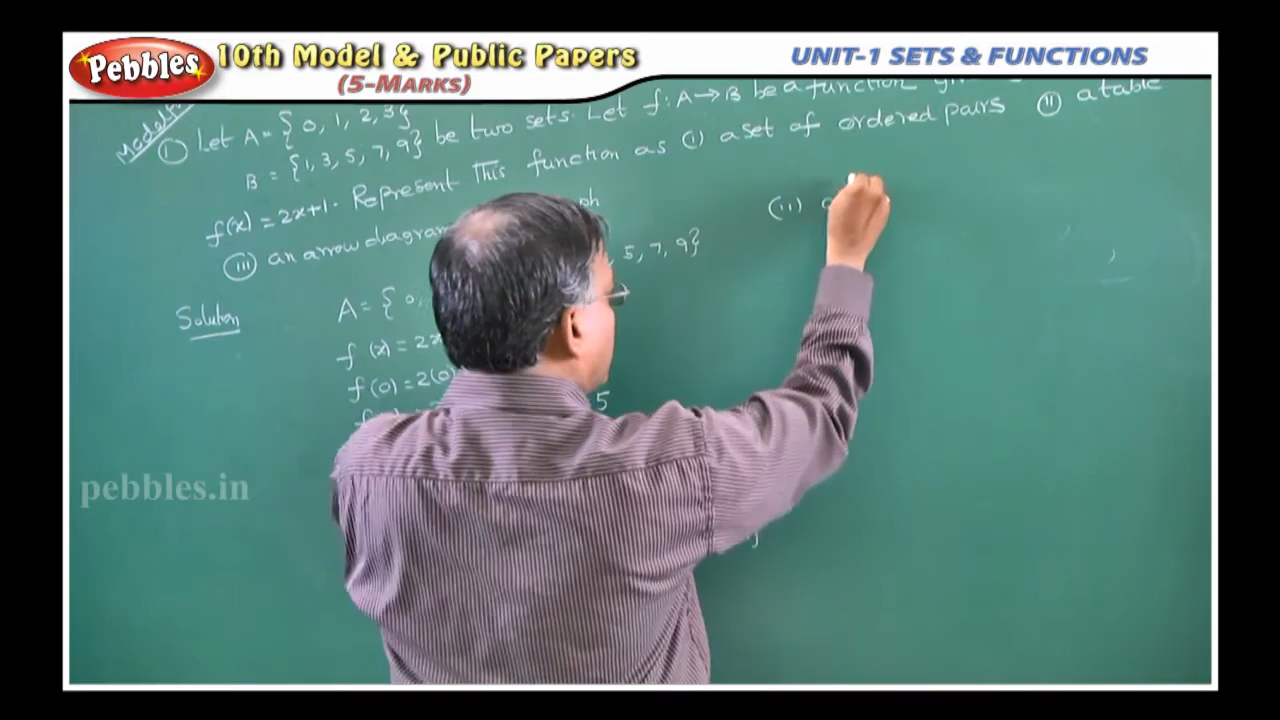 Pebbles
10th Model & Public Papers
(5-MARKS)
UNIT-1 SETS & FUNCTIONS
① Let A = { 0, 1, 2, 3}
B = {1, 3, 5, 7, 9} be two sets. Let f: A → B be a function
f(x) = 2x+1. Represent This function as (i) a set of ordered pairs (ii) a table
(iii) an arrow diagram
Solution
A = { 0,
5, 7, 9}
f (x) = 2x
f (0) = 2(0)
= 5
pebbles.in